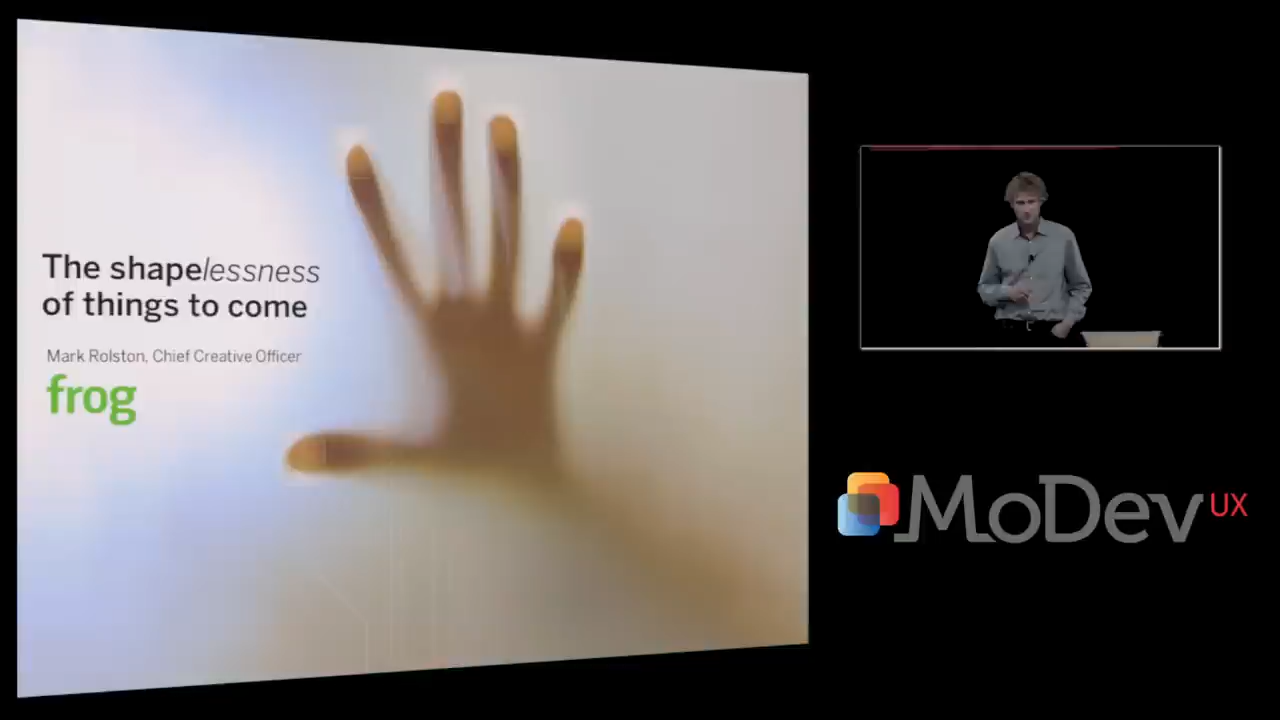 The shapelessness
of things to come
Mark Rolston, Chief Creative Officer
frog
MoDev UX